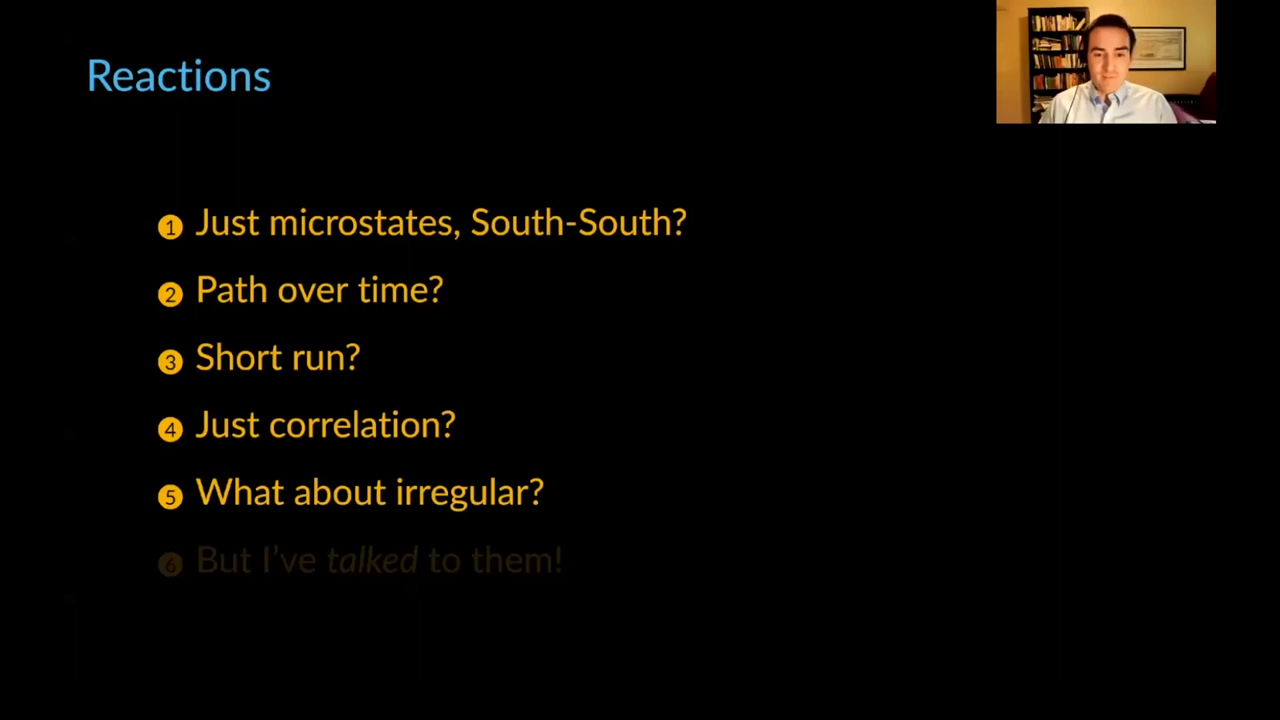 Reactions
1 Just microstates, South-South?
2 Path over time?
3 Short run?
4 Just correlation?
5 What about irregular?
6 But I've talked to them!